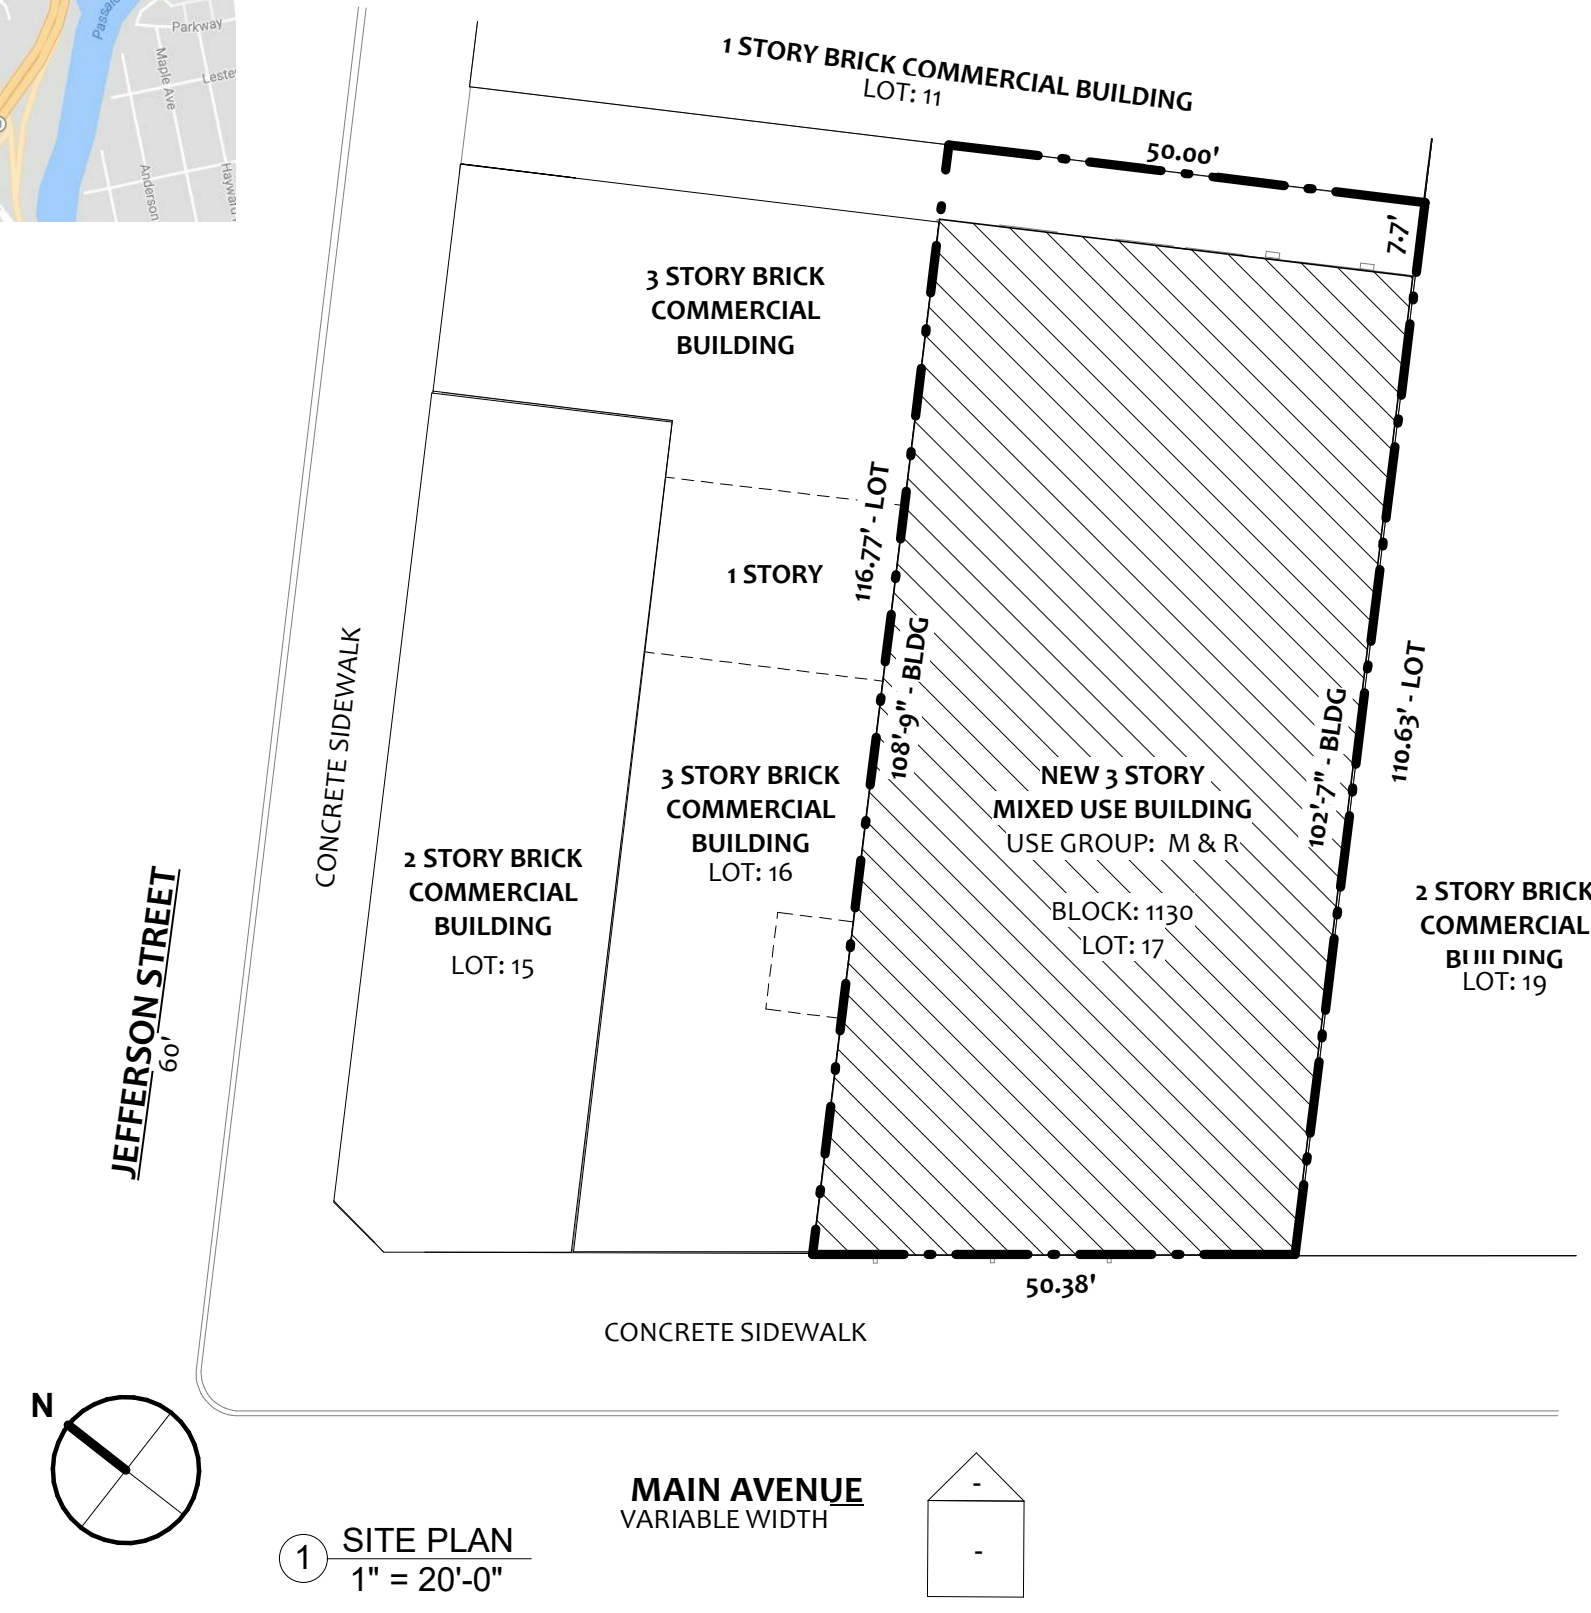 Parkway
Maple Ave
Anderson
1 STORY BRICK COMMERCIAL BUILDING
LOT: 11
50.00'
7.7'
3 STORY BRICK
COMMERCIAL
BUILDING
116.77' - LOT
1 STORY
108'-9" - BLDG
110.63' - LOT
102'-7" - BLDG
CONCRETE SIDEWALK
3 STORY BRICK
COMMERCIAL
BUILDING
LOT: 16
NEW 3 STORY
MIXED USE BUILDING
USE GROUP: M & R
BLOCK: 1130
LOT: 17
2 STORY BRICK
COMMERCIAL
BUILDING
LOT: 15
2 STORY BRICK
COMMERCIAL
BUILDING
LOT: 19
JEFFERSON STREET
60'
50.38'
CONCRETE SIDEWALK
N
MAIN AVENUE
VARIABLE WIDTH
-
-
1
SITE PLAN
1" = 20'-0"